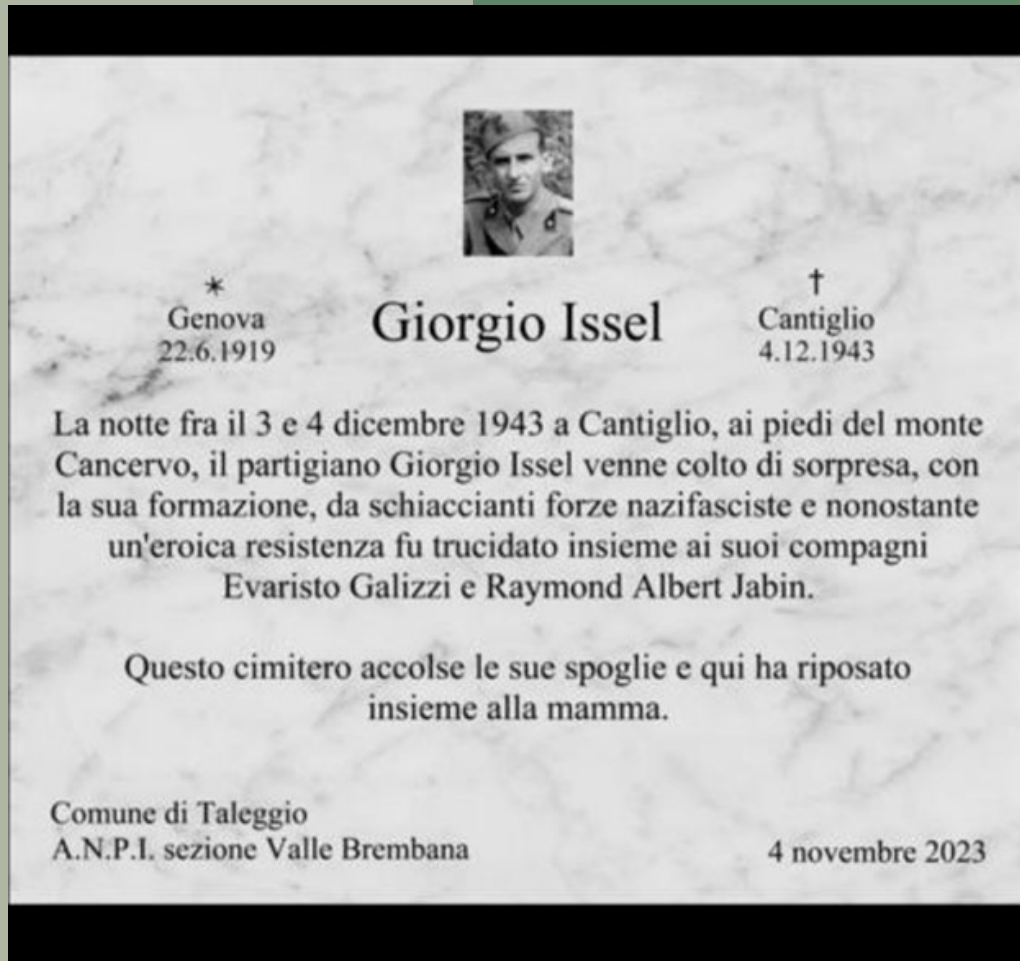 *
Genova
22.6.1919
Giorgio Issel
†
Cantiglio
4.12.1943
La notte fra il 3 e 4 dicembre 1943 a Cantiglio, ai piedi del monte
Cancervo, il partigiano Giorgio Issel venne colto di sorpresa, con
la sua formazione, da schiaccianti forze nazifasciste e nonostante
un'eroica resistenza fu trucidato insieme ai suoi compagni
Evaristo Galizzi e Raymond Albert Jabin.
Questo cimitero accolse le sue spoglie e qui ha riposato
insieme alla mamma.
Comune di Taleggio
A.N.P.I. sezione Valle Brembana
4 novembre 2023